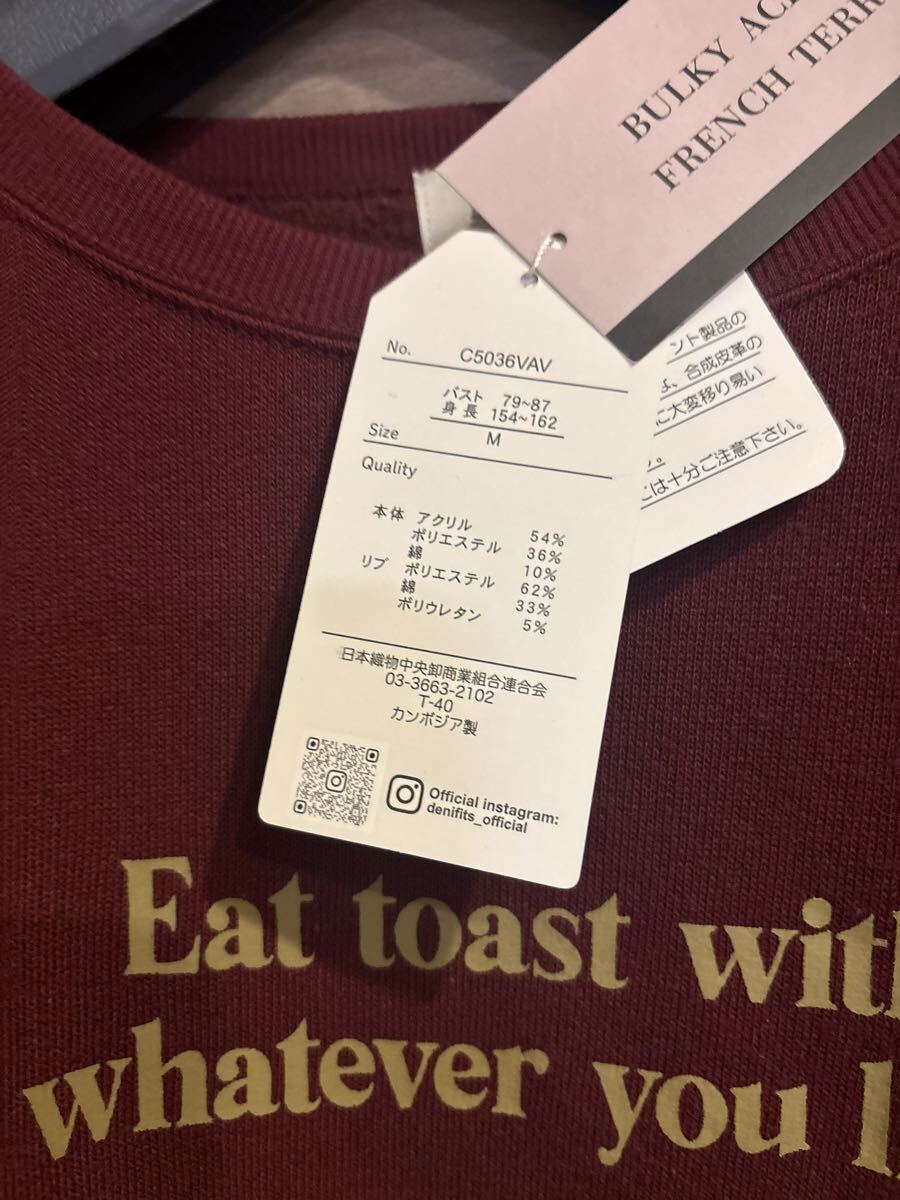 BULKY
FRENCH
No. C5036VAV
バスト 79~87
身長 154~162
Size M
Quality
本体 アクリル 54%
ポリエステル 36%
綿 10%
リブ ポリエステル 62%
綿 33%
ポリウレタン 5%
日本織物中央卸商業組合連合会
03-3663-2102
T-40
カンボジア製
Official instagram:
denifits_official
ント製品の
、合成皮革の
に大変移り易い
。
には十分ご注意下さい。
Eat toast with
whatever you